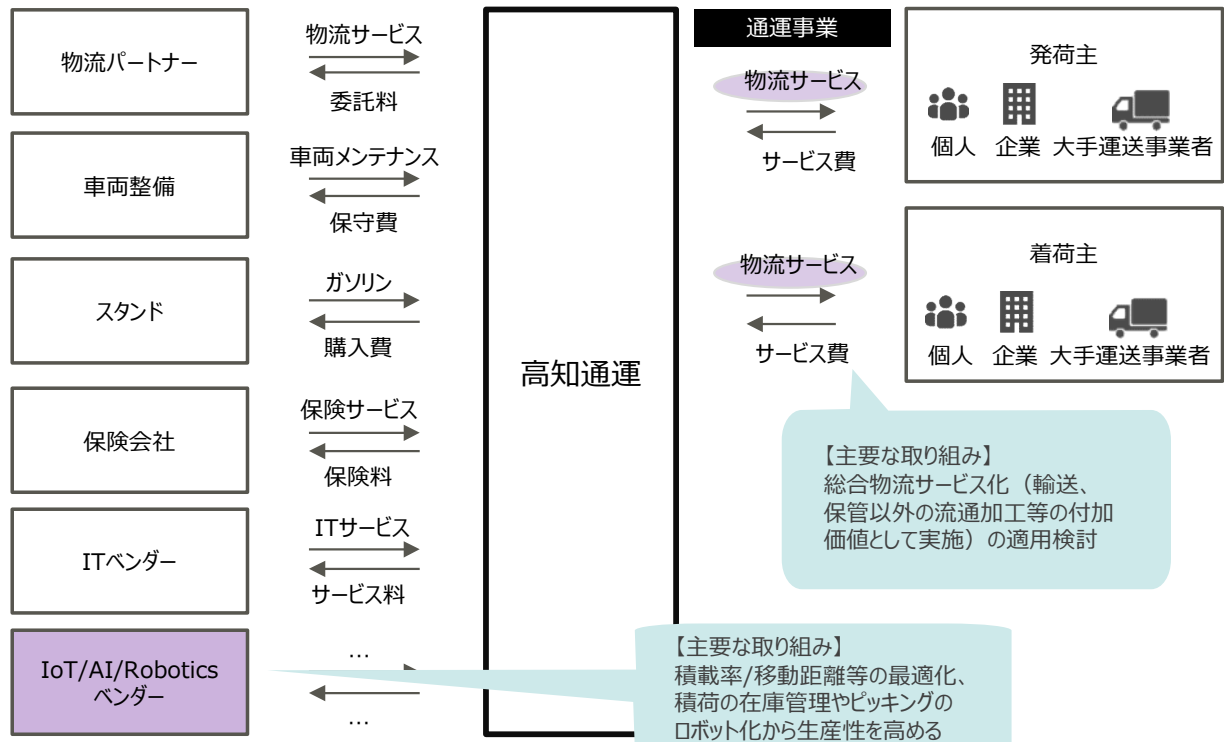 物流パートナー
物流サービス
委託料
車両整備
車両メンテナンス
保守費
スタンド
ガソリン
購入費
保険会社
保険サービス
保険料
ITベンダー
ITサービス
サービス料
IoT/AI/Robotics
ベンダー
…
…
高知通運
通運事業
物流サービス
サービス費
発荷主
個人 企業 大手運送事業者
物流サービス
サービス費
着荷主
個人 企業 大手運送事業者
【主要な取り組み】
総合物流サービス化（輸送、
保管以外の流通加工等の付加
価値として実施）の適用検討
【主要な取り組み】
積載率/移動距離等の最適化、
積荷の在庫管理やピッキングの
ロボット化から生産性を高める